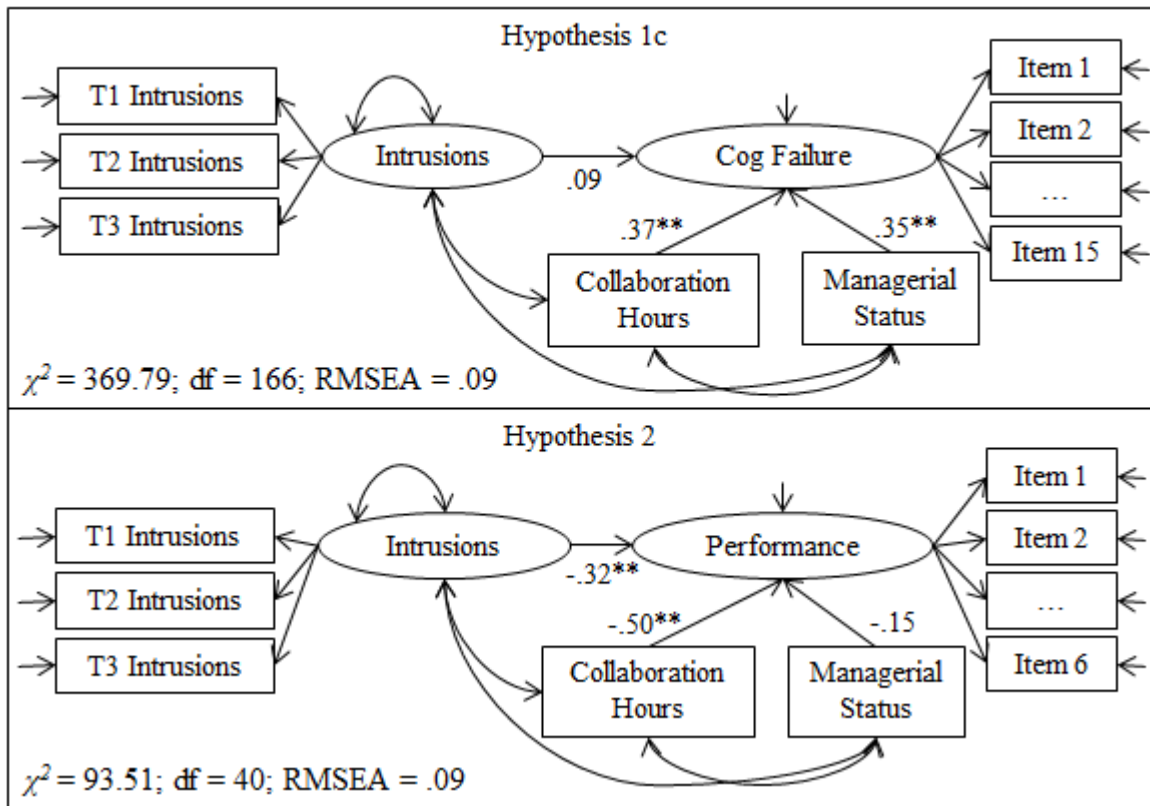 Hypothesis 1c
T1 Intrusions
T2 Intrusions
T3 Intrusions
Intrusions
.09
Cog Failure
Item 1
Item 2
...
Item 15
.37**
.35**
Collaboration
Hours
Managerial
Status
χ² = 369.79; df = 166; RMSEA = .09
Hypothesis 2
T1 Intrusions
T2 Intrusions
T3 Intrusions
Intrusions
-.32**
Performance
Item 1
Item 2
...
Item 6
-.50**
-.15
Collaboration
Hours
Managerial
Status
χ² = 93.51; df = 40; RMSEA = .09